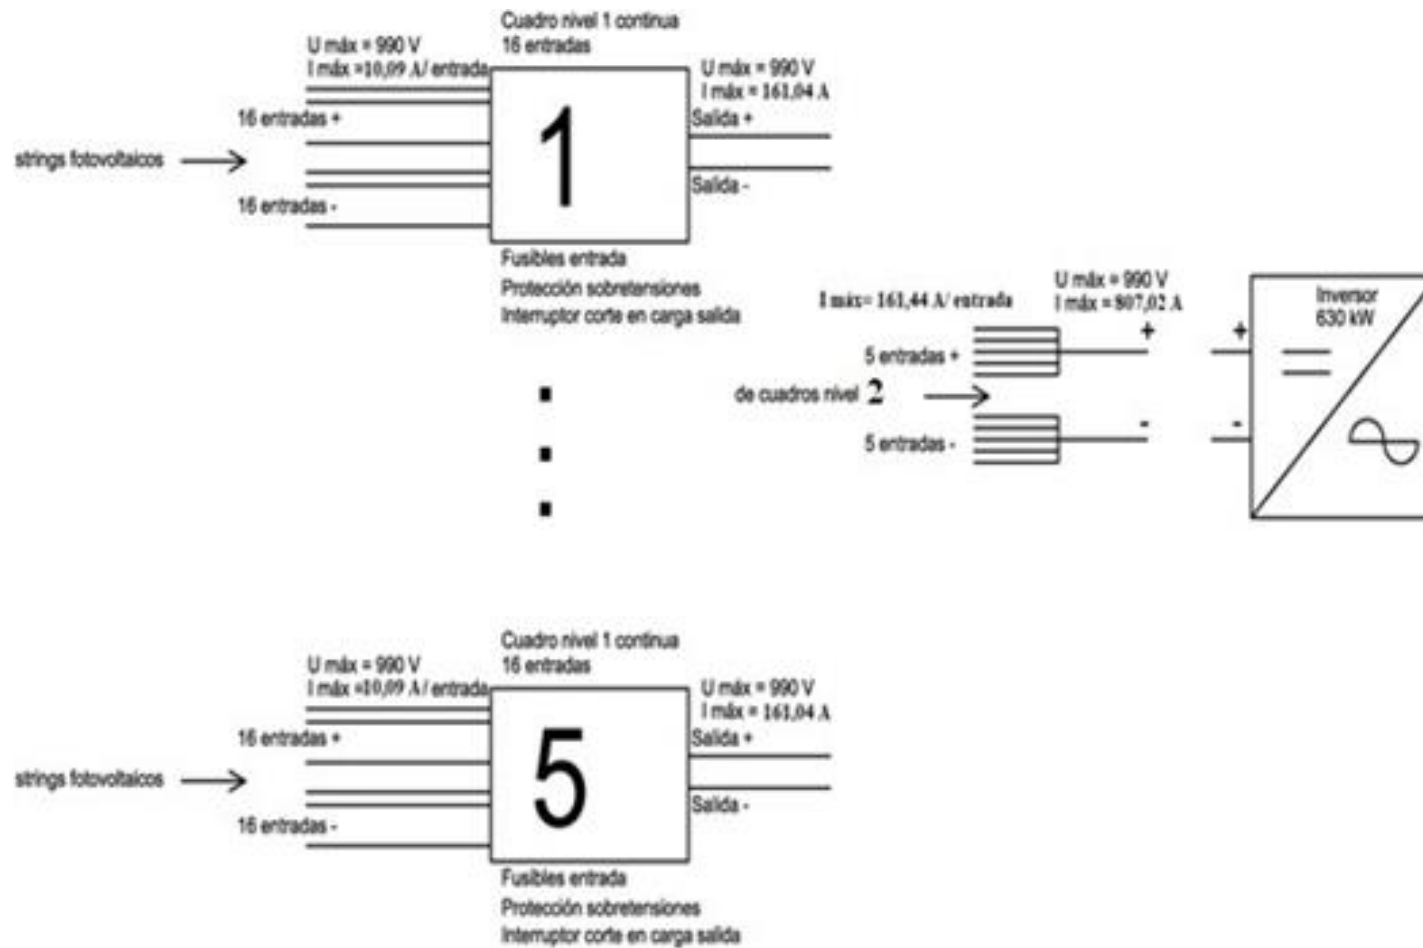 Cuadro nivel 1 continua
16 entradas
U máx = 990 V
I máx =10,09 A/ entrada
U máx = 990 V
I máx = 161,04 A
16 entradas +
Salida +
1
strings fotovoltaicos
Salida -
16 entradas -
Fusibles entrada
Protección sobretensiones
Interruptor corte en carga salida
I máx= 161,44 A/ entrada
U máx = 990 V
I máx = 807,02 A
Inversor
630 kW
+
+
5 entradas +
de cuadros nivel 2
-
-
5 entradas -
Cuadro nivel 1 continua
16 entradas
U máx = 990 V
I máx =10,09 A/ entrada
U máx = 990 V
I máx = 161,04 A
16 entradas +
Salida +
5
strings fotovoltaicos
Salida -
16 entradas -
Fusibles entrada
Protección sobretensiones
Interruptor corte en carga salida